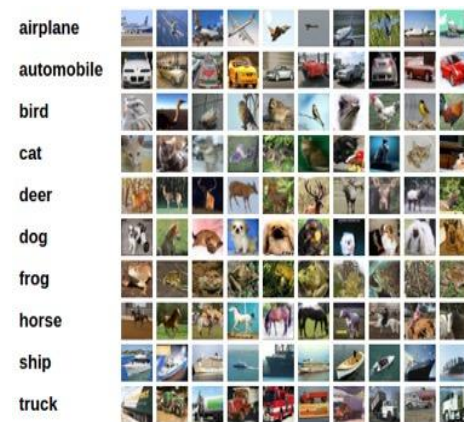 airplane
automobile
bird
cat
deer
dog
frog
horse
ship
truck